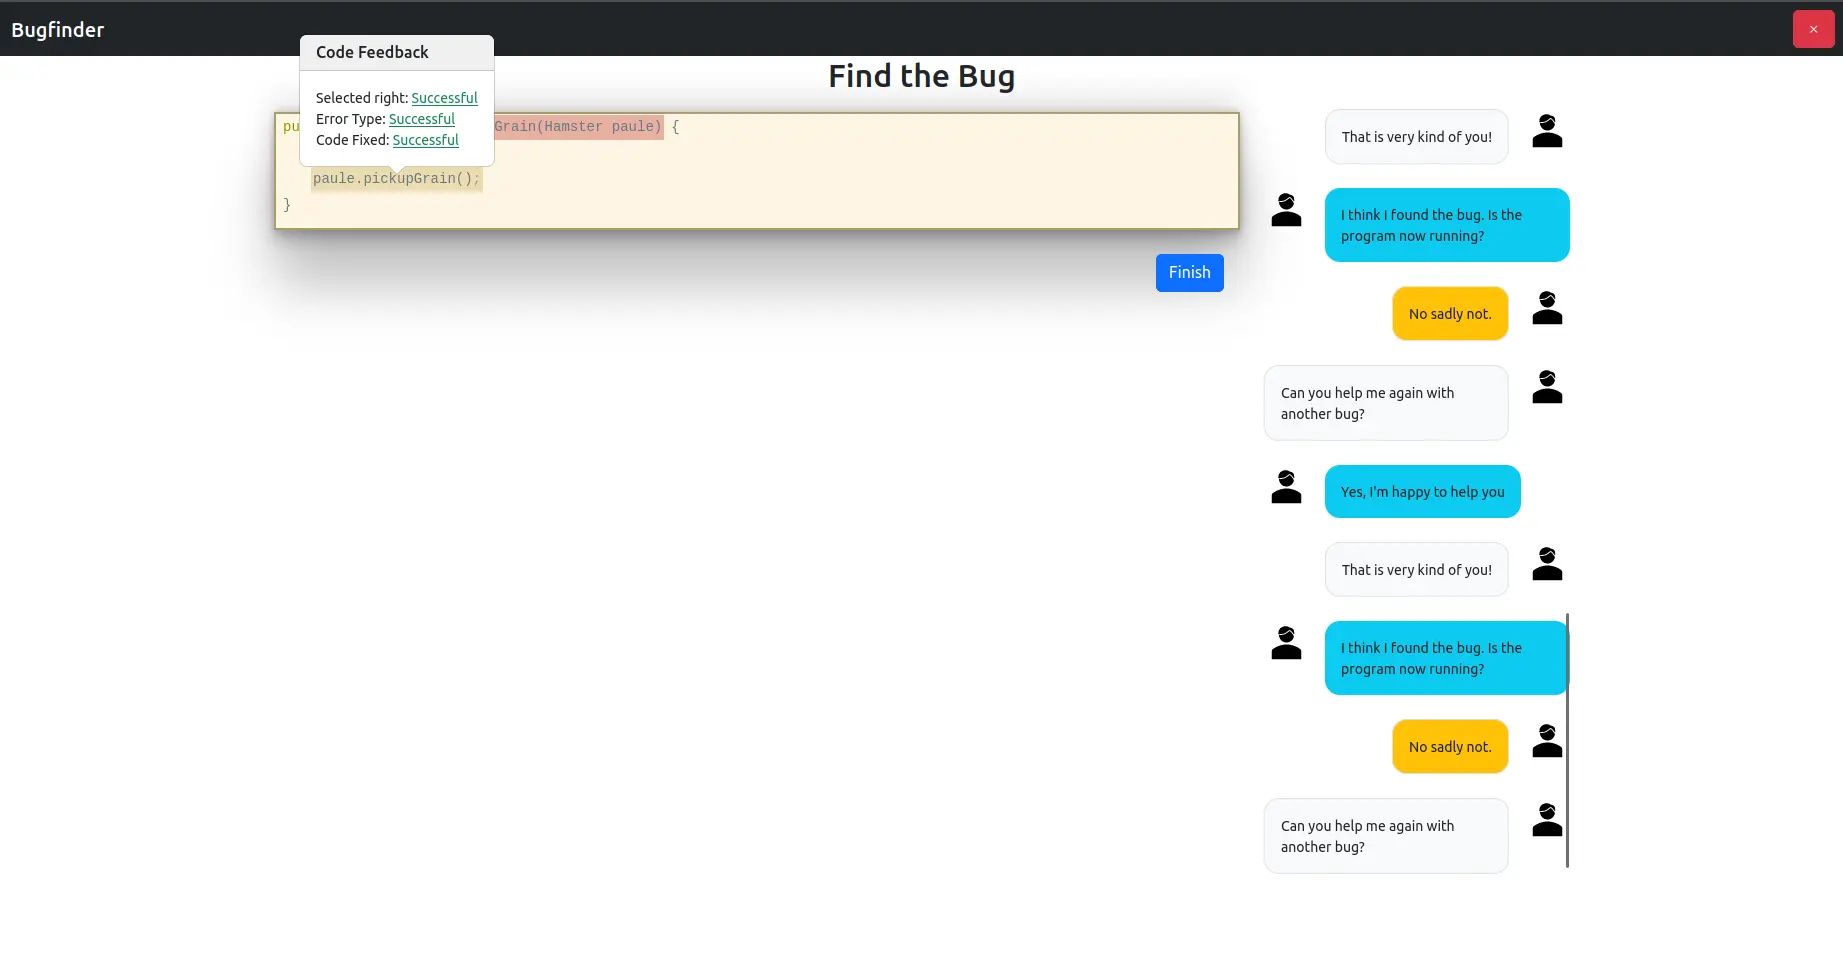 Bugfinder
×
Code Feedback
Selected right: Successful
Error Type: Successful
Code Fixed: Successful
Find the Bug
pu Grain(Hamster paule) {
paule.pickupGrain();
}
Finish
That is very kind of you!
I think I found the bug. Is the
program now running?
No sadly not.
Can you help me again with
another bug?
Yes, I'm happy to help you
That is very kind of you!
I think I found the bug. Is the
program now running?
No sadly not.
Can you help me again with
another bug?